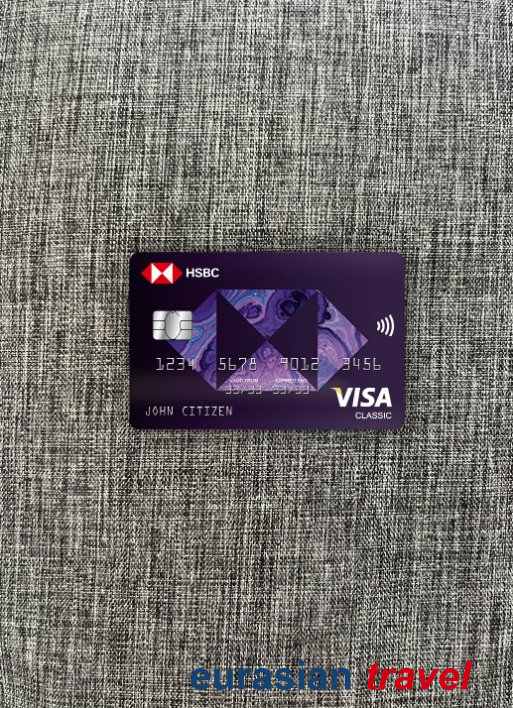 HSBC
1234 5678 9012 3456
JOHN CITIZEN
VISA
CLASSIC
eurasian travel